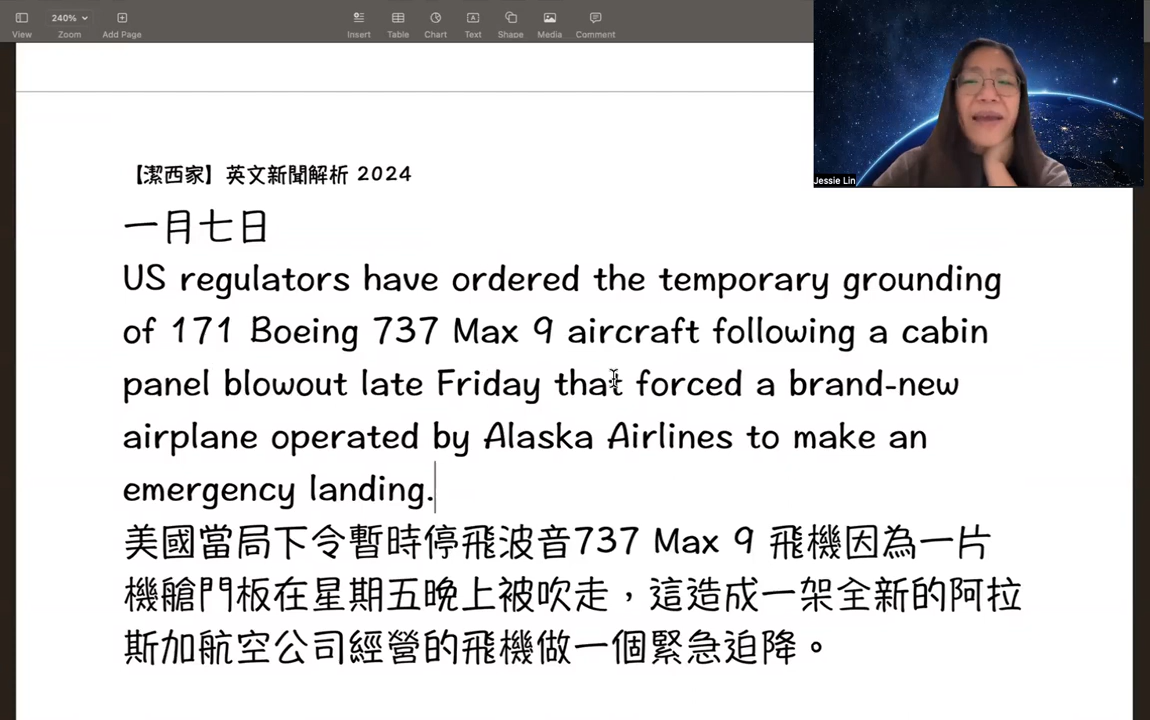 240%
View
Zoom
Add Page
Insert
Table
Chart
Text
Shape
Media
Comment
Jessie Lin
【潔西家】英文新聞解析 2024
一月七日
US regulators have ordered the temporary grounding
of 171 Boeing 737 Max 9 aircraft following a cabin
panel blowout late Friday that forced a brand-new
airplane operated by Alaska Airlines to make an
emergency landing.
美國當局下令暫時停飛波音737 Max 9 飛機因為一片
機艙門板在星期五晚上被吹走，這造成一架全新的阿拉
斯加航空公司經營的飛機做一個緊急迫降。